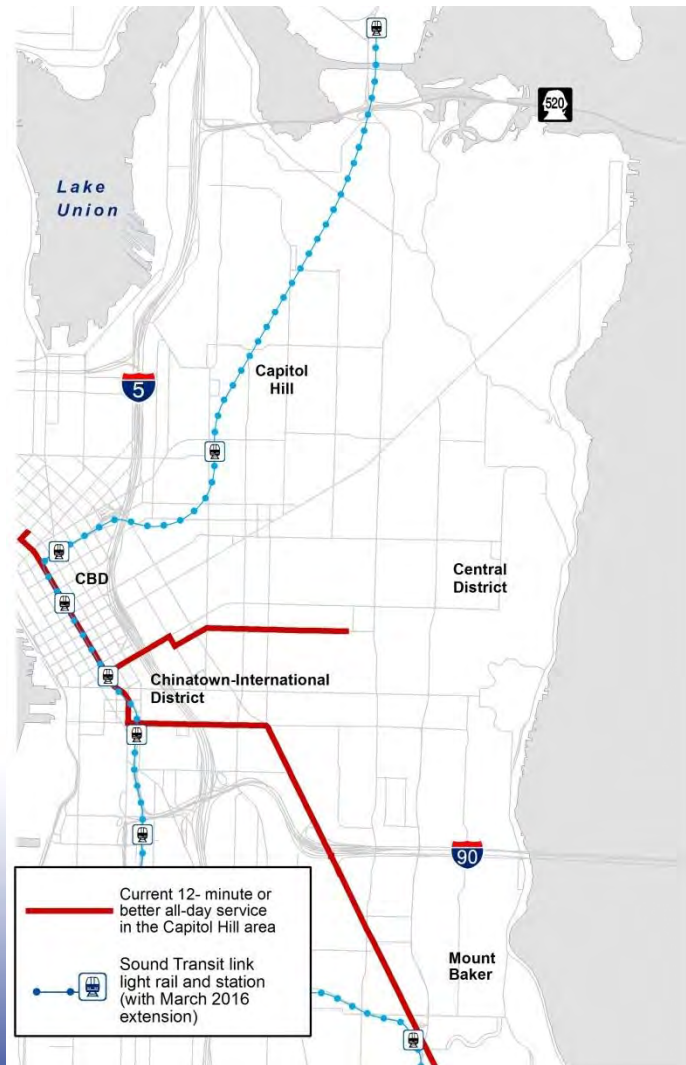 520
Lake
Union
5
Capitol
Hill
CBD
Central
District
Chinatown-International
District
90
Mount
Baker
Current 12- minute or
better all-day service
in the Capitol Hill area
Sound Transit link
light rail and station
(with March 2016
extension)